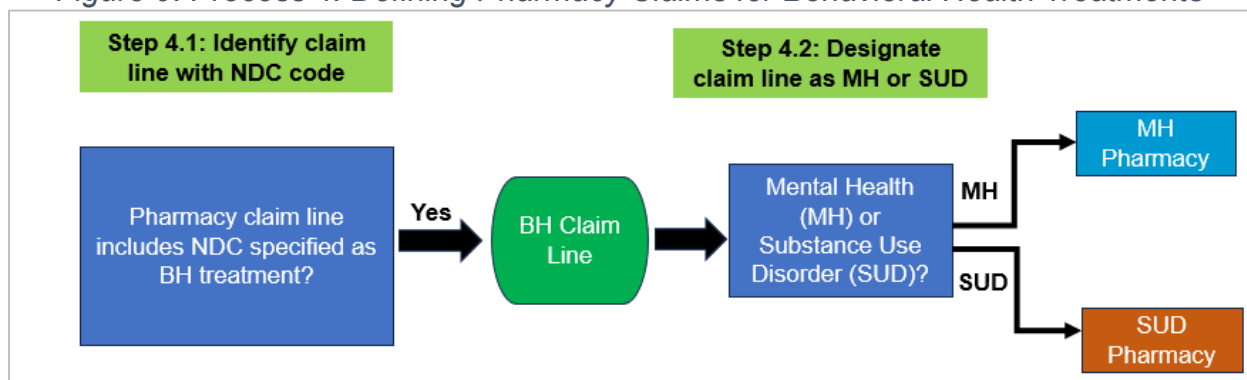 Step 4.1: Identify claim
line with NDC code
Step 4.2: Designate
claim line as MH or SUD
Pharmacy claim line
includes NDC specified as
BH treatment?
Yes
BH Claim
Line
Mental Health
(MH) or
Substance Use
Disorder (SUD)?
MH
MH
Pharmacy
SUD
SUD
Pharmacy